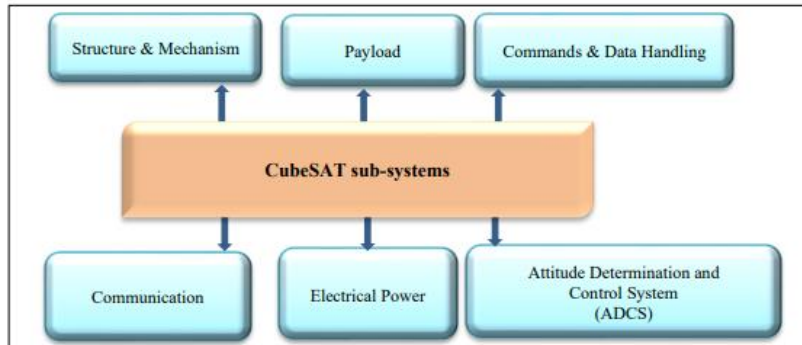 Structure & Mechanism
Payload
Commands & Data Handling
CubeSAT sub-systems
Communication
Electrical Power
Attitude Determination and
Control System
(ADCS)